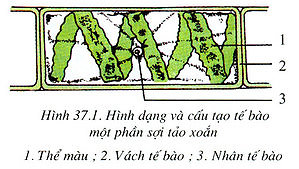 1
2
3
Hình 37.1. Hình dạng và cấu tạo tế bào
một phần sợi tảo xoắn
1. Thể màu ; 2. Vách tế bào ; 3. Nhân tế bào